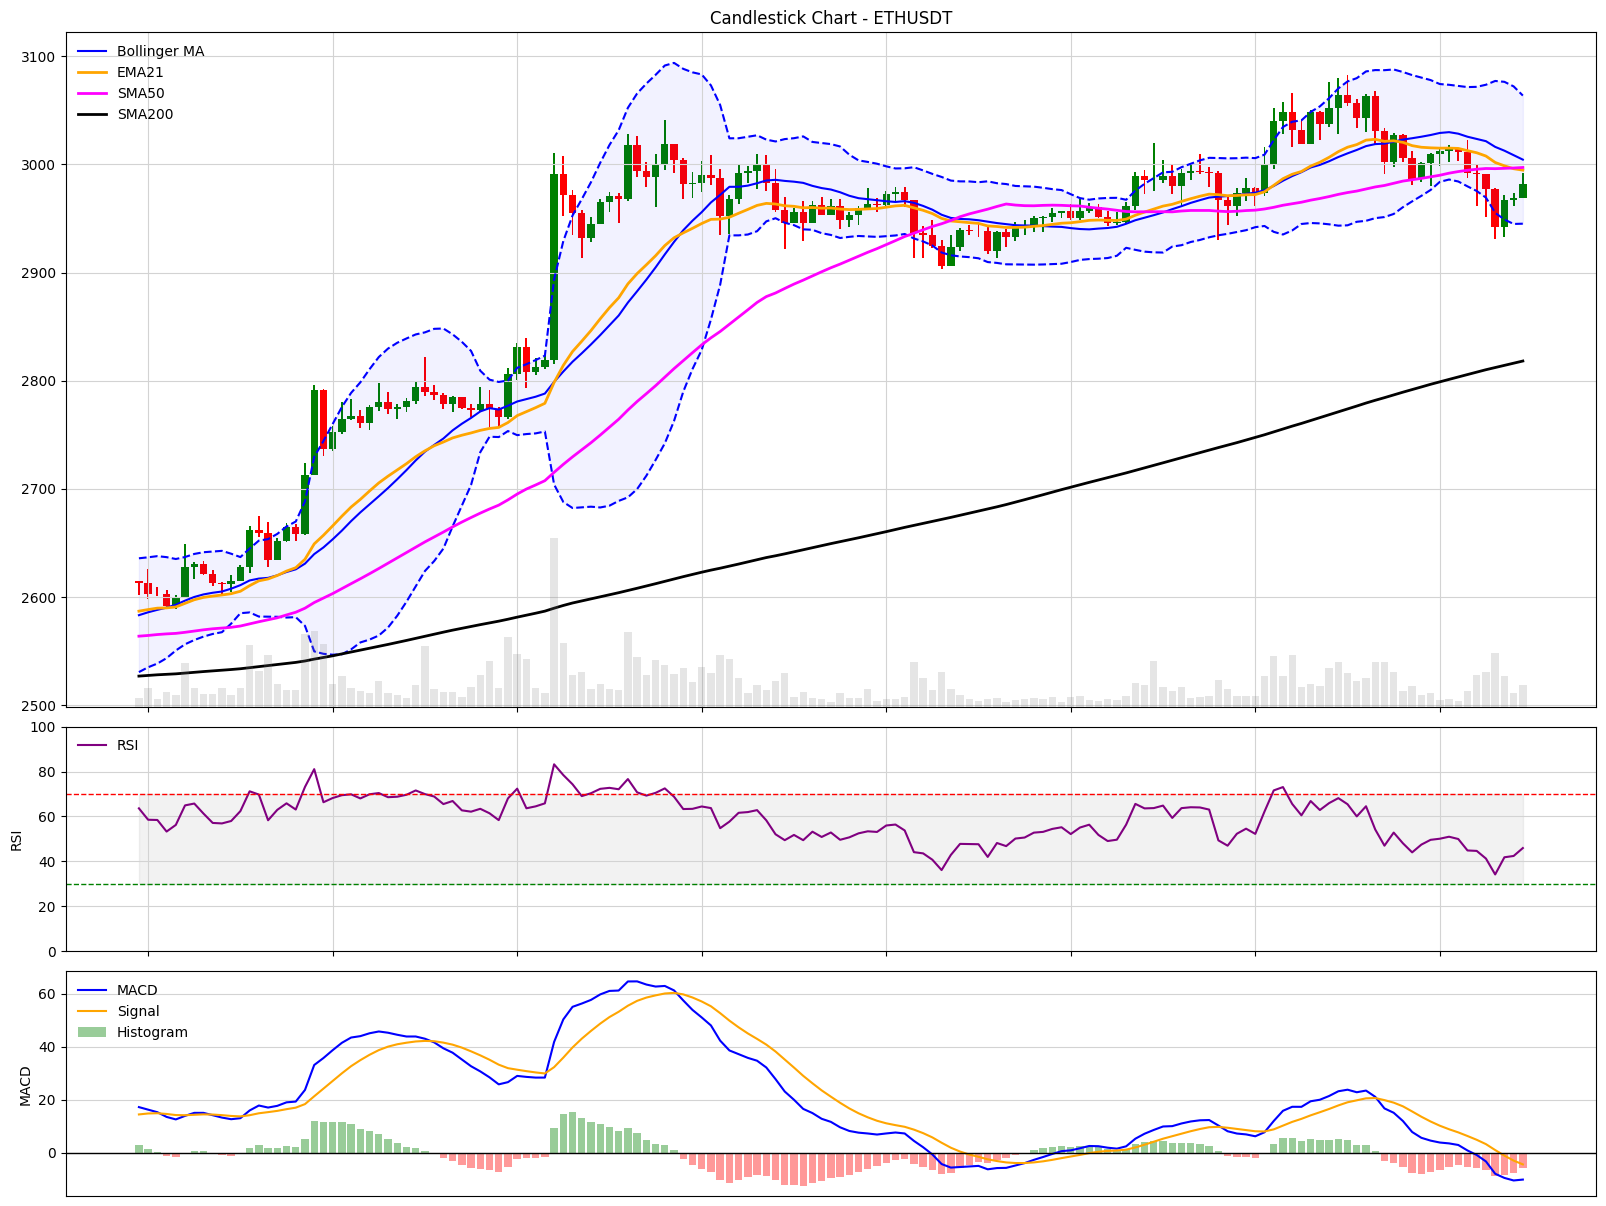 Candlestick Chart - ETHUSDT
Bollinger MA
EMA21
SMA50
SMA200
3100
3000
2900
2800
2700
2600
2500
RSI
100
80
60
40
20
0
RSI
MACD
Signal
Histogram
60
40
20
0
MACD